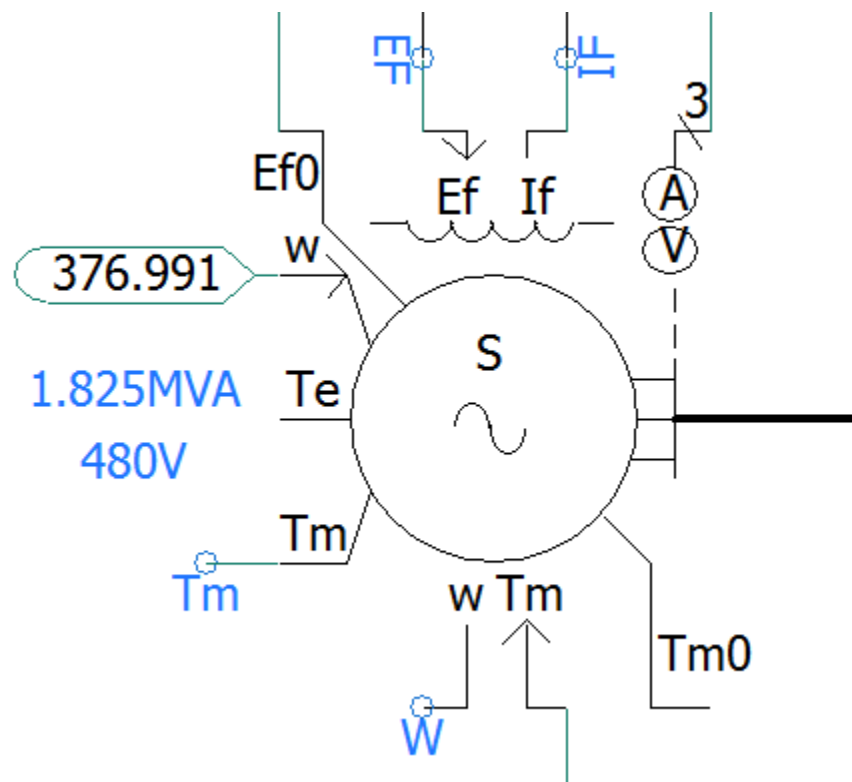 EF
IF
3
Ef0
Ef
If
A
V
w
376.991
S
1.825MVA
Te
480V
Tm
Tm
w
Tm
Tm0
W